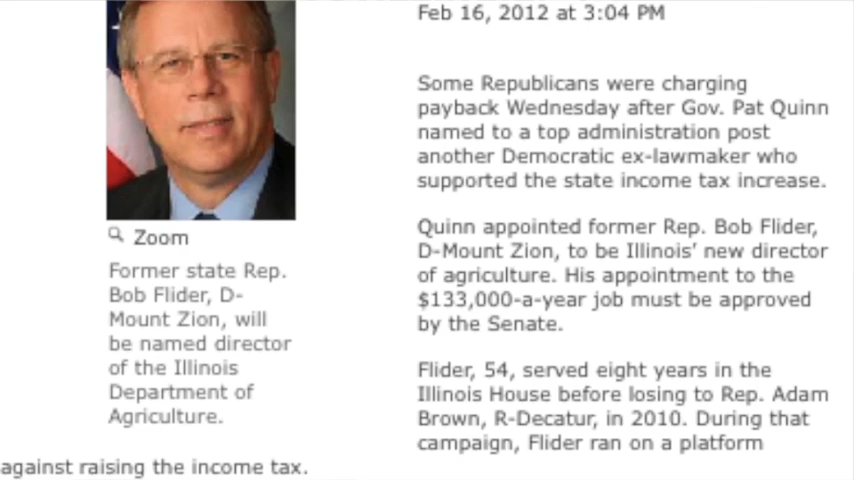 Feb 16, 2012 at 3:04 PM
Some Republicans were charging
payback Wednesday after Gov. Pat Quinn
named to a top administration post
another Democratic ex-lawmaker who
supported the state income tax increase.
Quinn appointed former Rep. Bob Flider,
D-Mount Zion, to be Illinois’ new director
of agriculture. His appointment to the
$133,000-a-year job must be approved
by the Senate.
Flider, 54, served eight years in the
Illinois House before losing to Rep. Adam
Brown, R-Decatur, in 2010. During that
campaign, Flider ran on a platform
against raising the income tax.
Zoom
Former state Rep.
Bob Flider, D-
Mount Zion, will
be named director
of the Illinois
Department of
Agriculture.